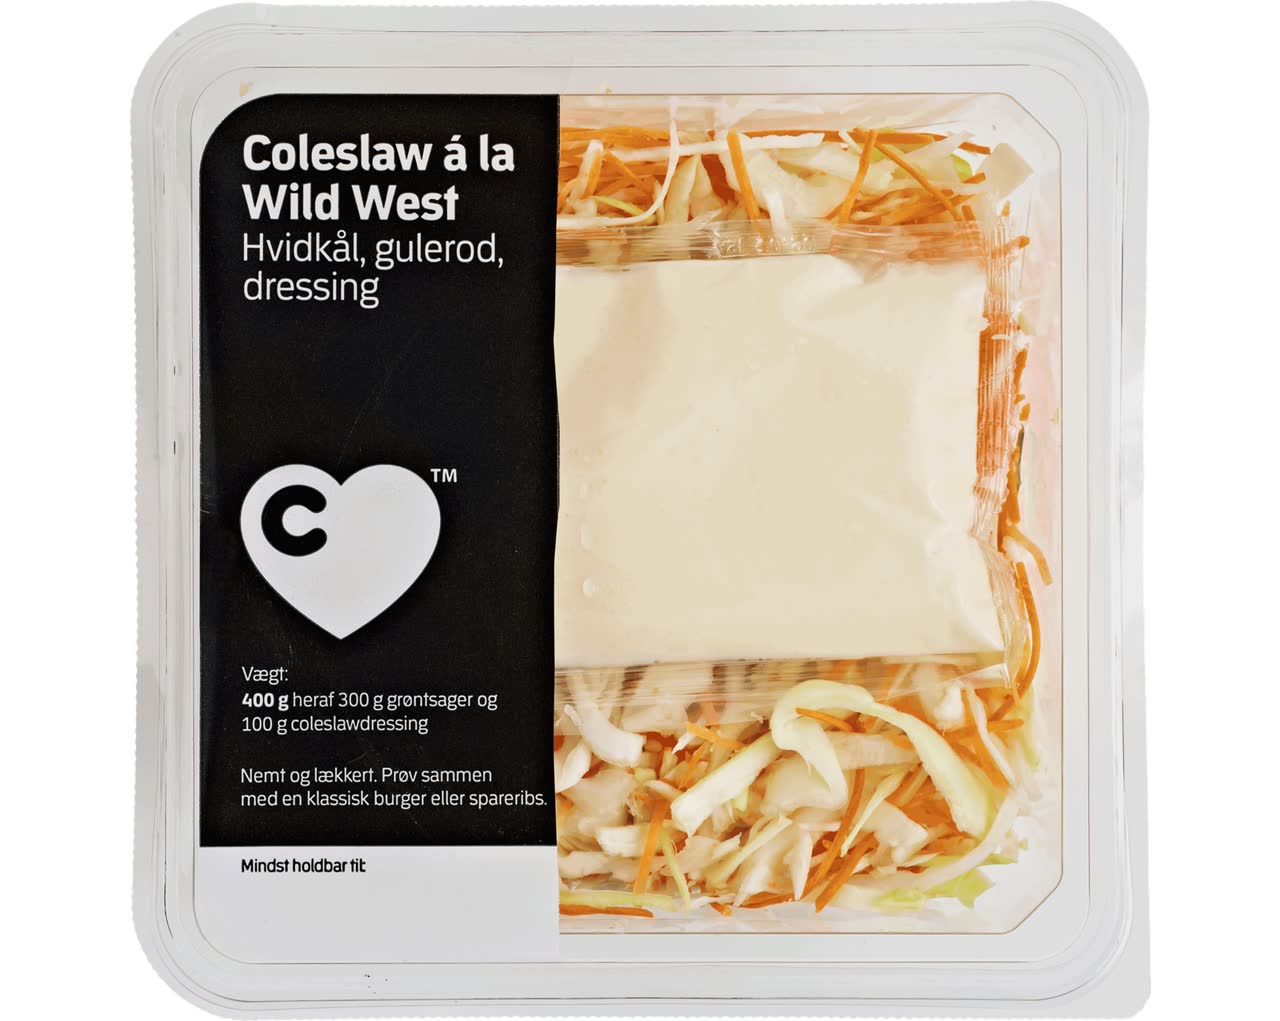 Coleslaw á la
Wild West
Hvidkål, gulerod,
dressing
C
TM
Vægt:
400 g heraf 300 g grøntsager og
100 g coleslawdressing
Nemt og lækkert. Prøv sammen
med en klassisk burger eller spareribs.
Mindst holdbar til: